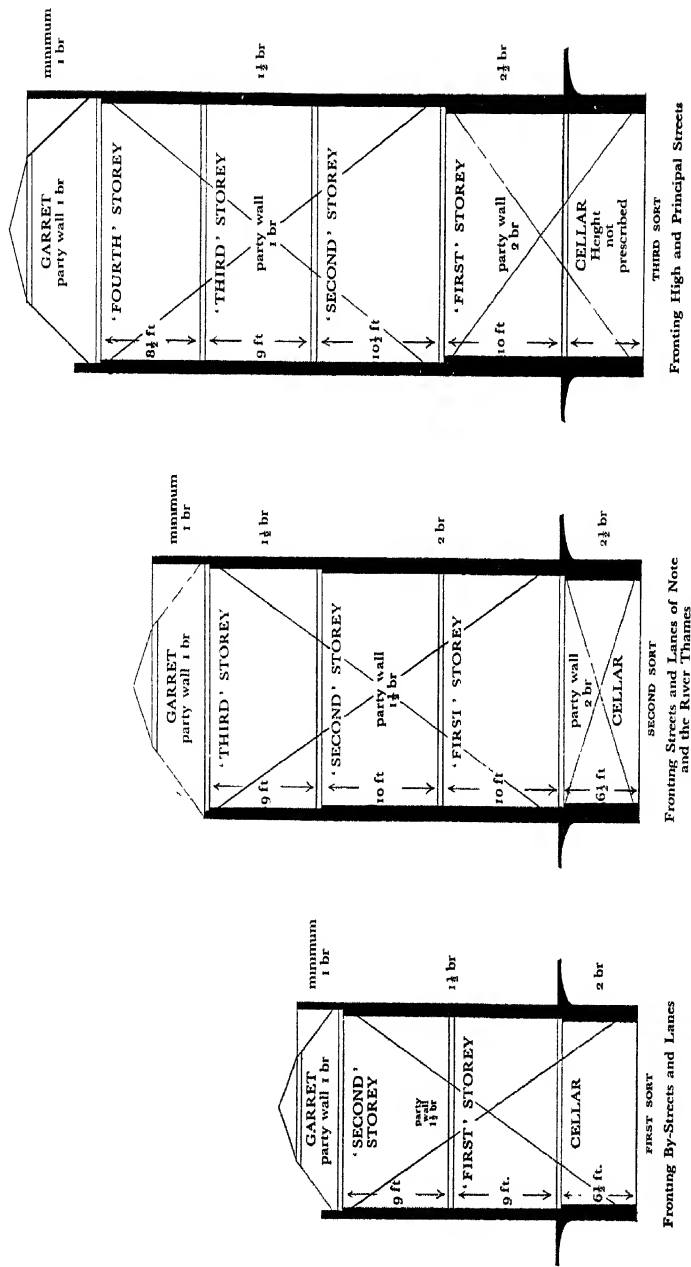 minimum
1 br
GARRET
party wall 1 br
'SECOND'
STOREY
9 ft
party
wall
1½ br
1½ br
'FIRST' STOREY
9 ft.
CELLAR
6½ ft.
2 br
FIRST SORT
Fronting By-Streets and Lanes
minimum
1 br
GARRET
party wall 1 br
'THIRD' STOREY
9 ft
1½ br
'SECOND' STOREY
10 ft
party wall
1½ br
2 br
'FIRST' STOREY
10 ft
party wall
2 br
CELLAR
6½ ft
2½ br
SECOND SORT
Fronting Streets and Lanes of Note
and the River Thames
minimum
1 br
GARRET
party wall 1 br
'FOURTH' STOREY
8½ ft
'THIRD' STOREY
9 ft
party wall
1 br
1½ br
'SECOND' STOREY
10½ ft
'FIRST' STOREY
10 ft
party wall
2 br
2½ br
CELLAR
Height
not
prescribed
THIRD SORT
Fronting High and Principal Streets